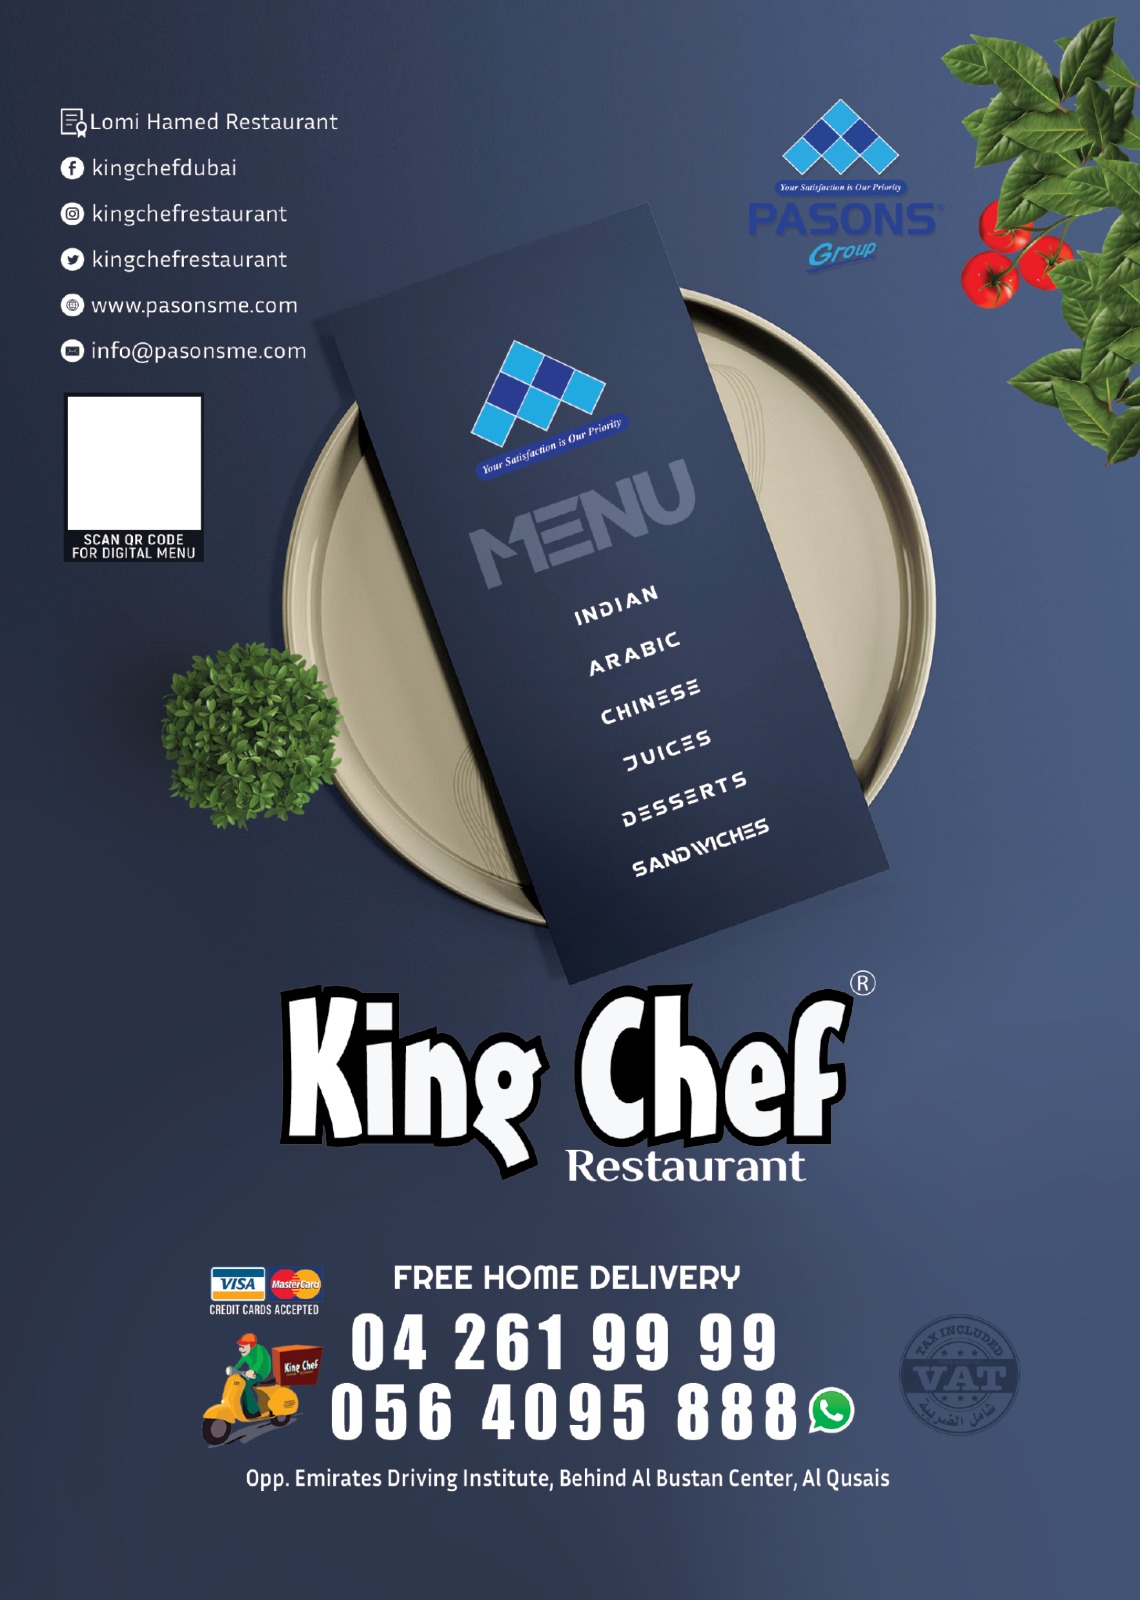 Lomi Hamed Restaurant
kingchefdubai
kingchefrestaurant
kingchefrestaurant
www.pasonsme.com
info@pasonsme.com
SCAN QR CODE
FOR DIGITAL MENU
Your Satisfaction is Our Priority
PASONS
Group
Your Satisfaction is Our Priority
MENU
INDIAN
ARABIC
CHINESE
JUICES
DESSERTS
SANDWICHES
King Chef®
Restaurant
VISA MasterCard
CREDIT CARDS ACCEPTED
King Chef
FREE HOME DELIVERY
04 261 99 99
056 4095 888
TAX INCLUDED
VAT
شامل الضريبة
Opp. Emirates Driving Institute, Behind Al Bustan Center, Al Qusais